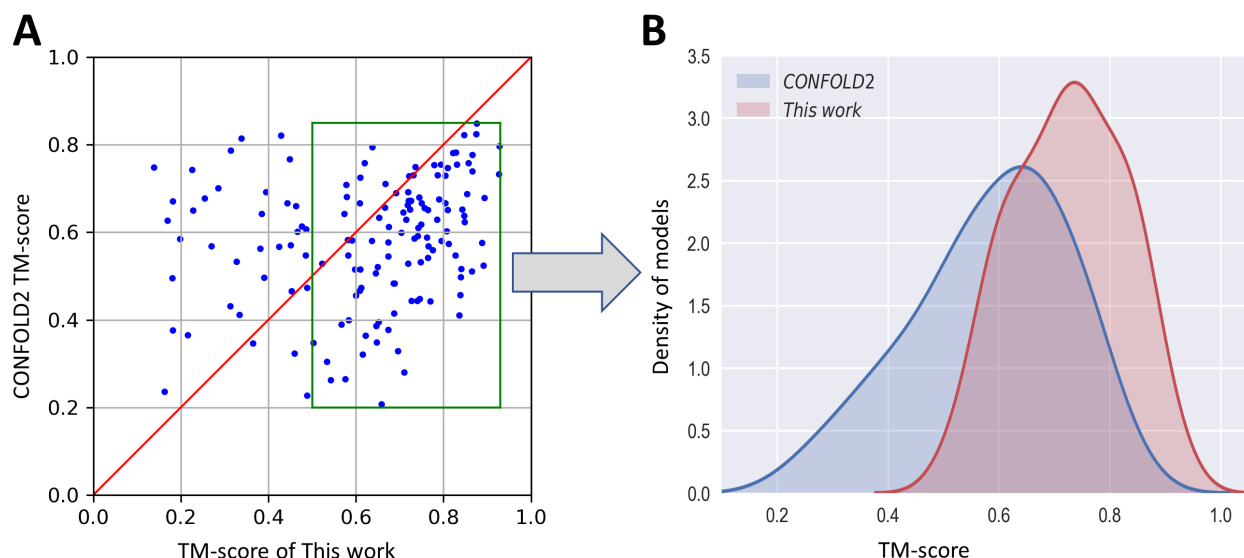 A
1.0
0.8
0.6
0.4
0.2
0.0
CONFOLD2 TM-score
0.0 0.2 0.4 0.6 0.8 1.0
TM-score of This work
B
3.5
3.0
2.5
2.0
1.5
1.0
0.5
0.0
Density of models
CONFOLD2
This work
0.2 0.4 0.6 0.8 1.0
TM-score